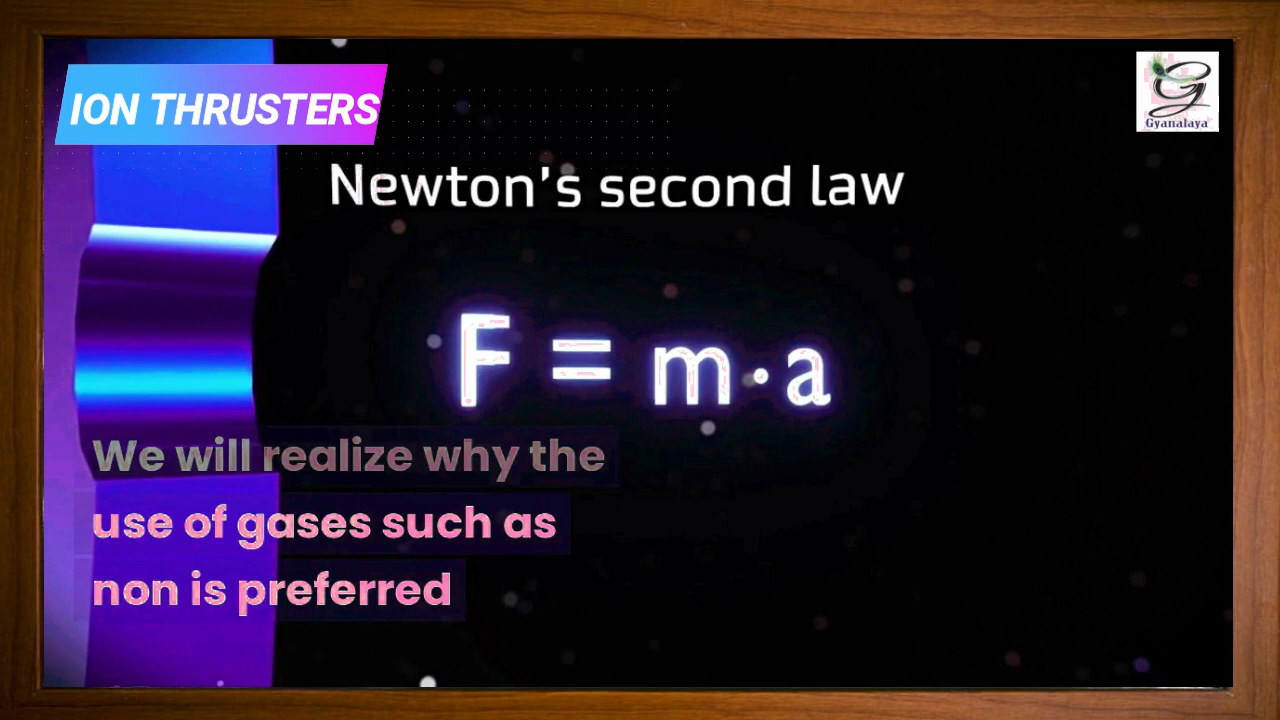 ION THRUSTERS
Gyanalaya
Newton's second law
F = m·a
We will realize why the
use of gases such as
non is preferred